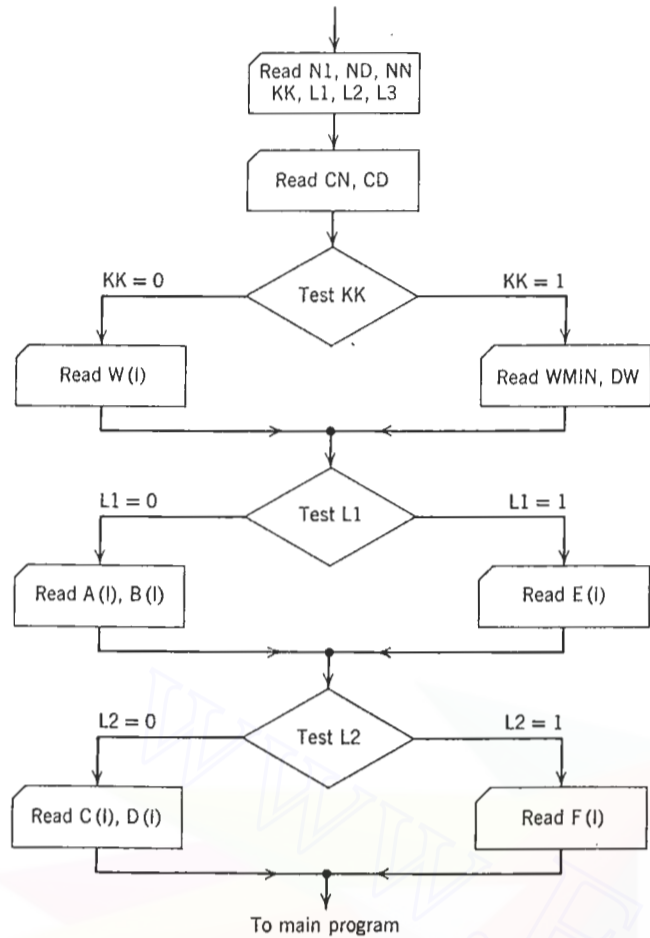 Read N1, ND, NN
KK, L1, L2, L3
Read CN, CD
Test KK
KK = 0
KK = 1
Read W(I)
Read WMIN, DW
Test L1
L1 = 0
L1 = 1
Read A(I), B(I)
Read E(I)
Test L2
L2 = 0
L2 = 1
Read C(I), D(I)
Read F(I)
To main program